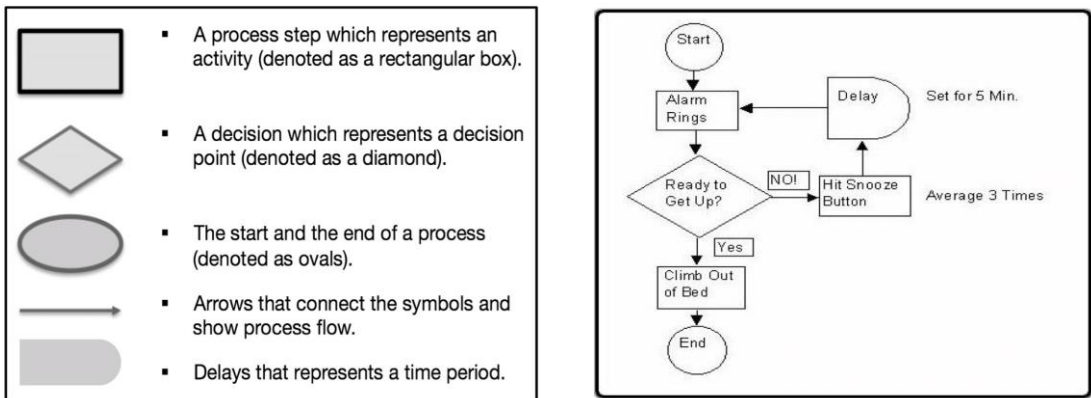 ▪ A process step which represents an
activity (denoted as a rectangular box).
▪ A decision which represents a decision
point (denoted as a diamond).
▪ The start and the end of a process
(denoted as ovals).
▪ Arrows that connect the symbols and
show process flow.
▪ Delays that represents a time period.
Start
Alarm
Rings
Delay
Set for 5 Min.
Ready to
Get Up?
NO!
Hit Snooze
Button
Average 3 Times
Yes
Climb Out
of Bed
End